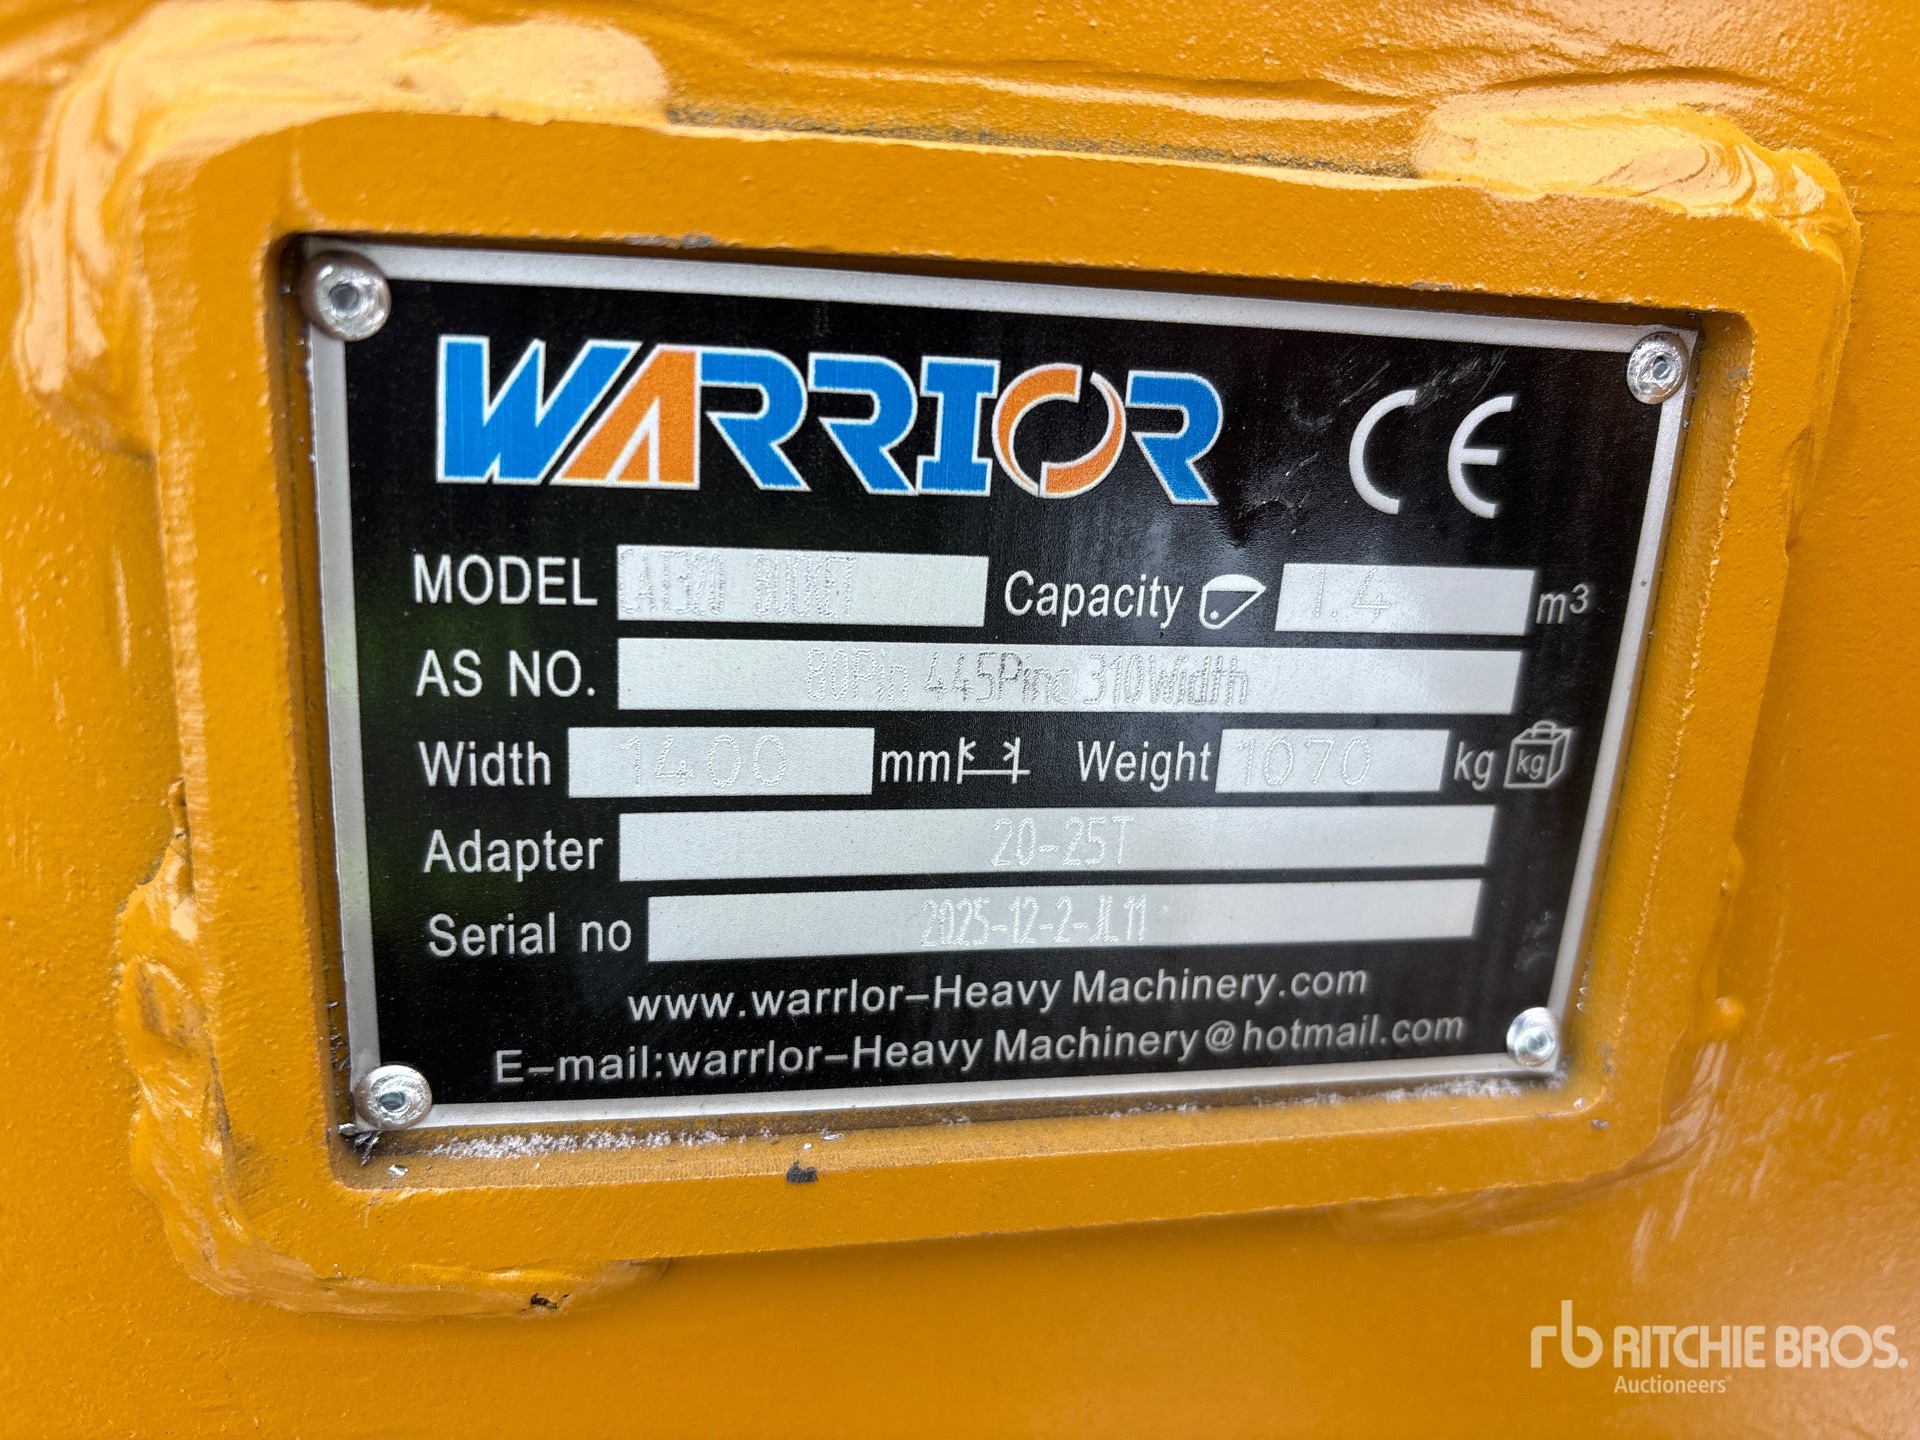 WARRIOR CE
MODEL CAT320 BUCKET Capacity 1.4 m³
AS NO. 80Pin 445Pinc 310Width
Width 1400 mm Weight 1070 kg kg
Adapter 20-25T
Serial no 2025-12-2-JL11
www.warrlor-Heavy Machinery.com
E-mail:warrlor-Heavy Machinery@hotmail.com
rb RITCHIE BROS.
Auctioneers